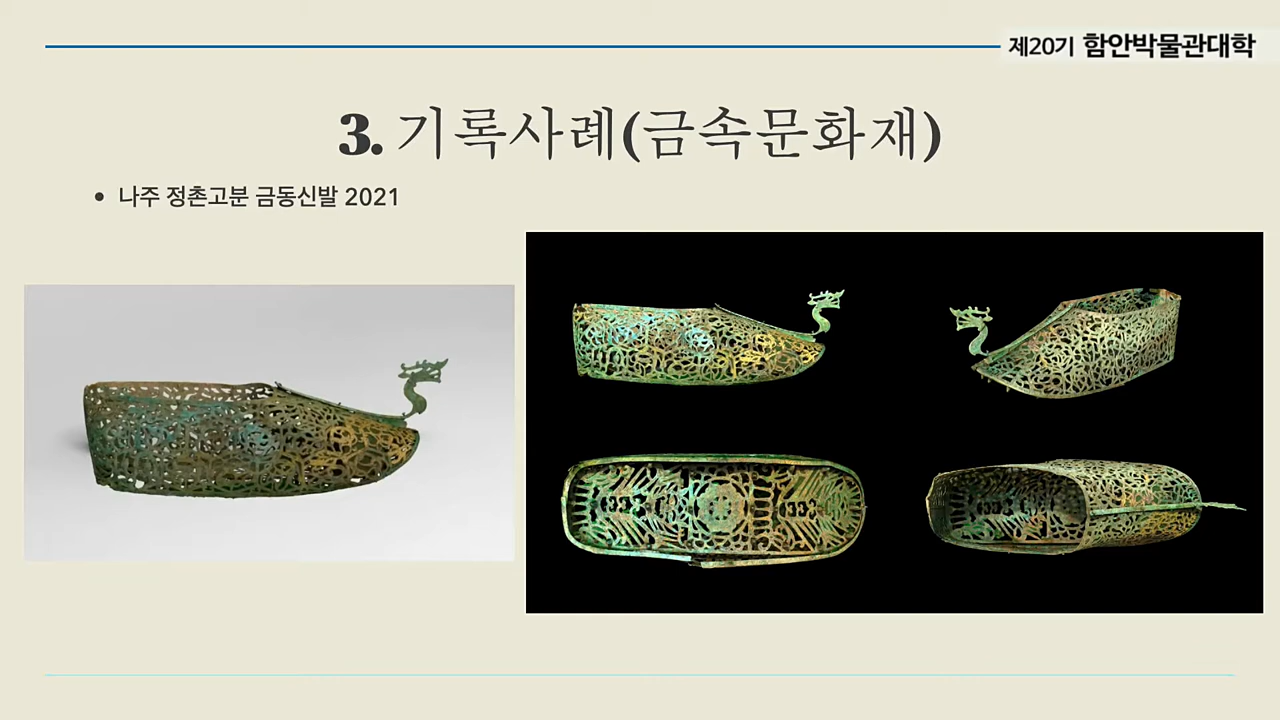 제20기 함안박물관대학
3. 기록사례(금속문화재)
• 나주 정촌고분 금동신발 2021